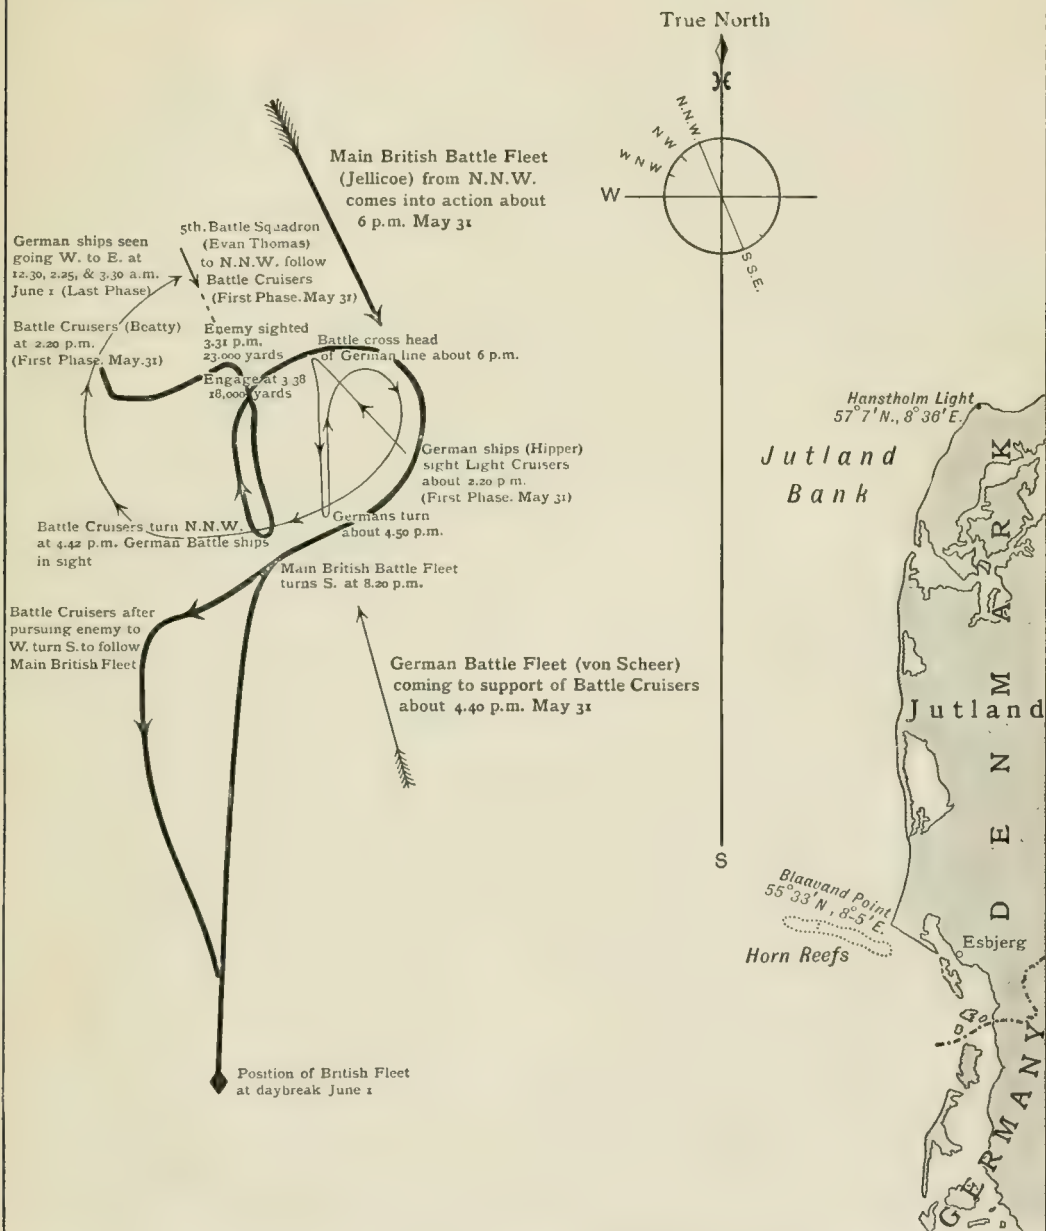 True North
N.N.W.
N W
W N W
W
S S.E.
S
Main British Battle Fleet
(Jellicoe) from N.N.W.
comes into action about
6 p.m. May 31
5th. Battle Squadron
(Evan Thomas)
to N.N.W. follow
Battle Cruisers
(First Phase. May 31)
German ships seen
going W. to E. at
12.30, 2.25, & 3.30 a.m.
June 1 (Last Phase)
Battle Cruisers (Beatty)
at 2.20 p.m.
(First Phase. May.31)
Enemy sighted
3.31 p.m.
23.000 yards
Engage at 3 38
18,000 yards
Battle cross head
of German line about 6 p.m.
German ships (Hipper)
sight Light Cruisers
about 2.20 p m.
(First Phase. May 31)
Germans turn
about 4.50 p.m.
Battle Cruisers turn N.N.W.
at 4.42 p.m. German Battle ships
in sight
Main British Battle Fleet
turns S. at 8.20 p.m.
Battle Cruisers after
pursuing enemy to
W. turn S. to follow
Main British Fleet
German Battle Fleet (von Scheer)
coming to support of Battle Cruisers
about 4.40 p.m. May 31
Position of British Fleet
at daybreak June 1
Hanstholm Light
57°7'N., 8°36'E.
Jutland
Bank
Jutland
DENMARK
Blaavand Point
55°33'N, 8°5'E.
Horn Reefs
Esbjerg
GERMANY